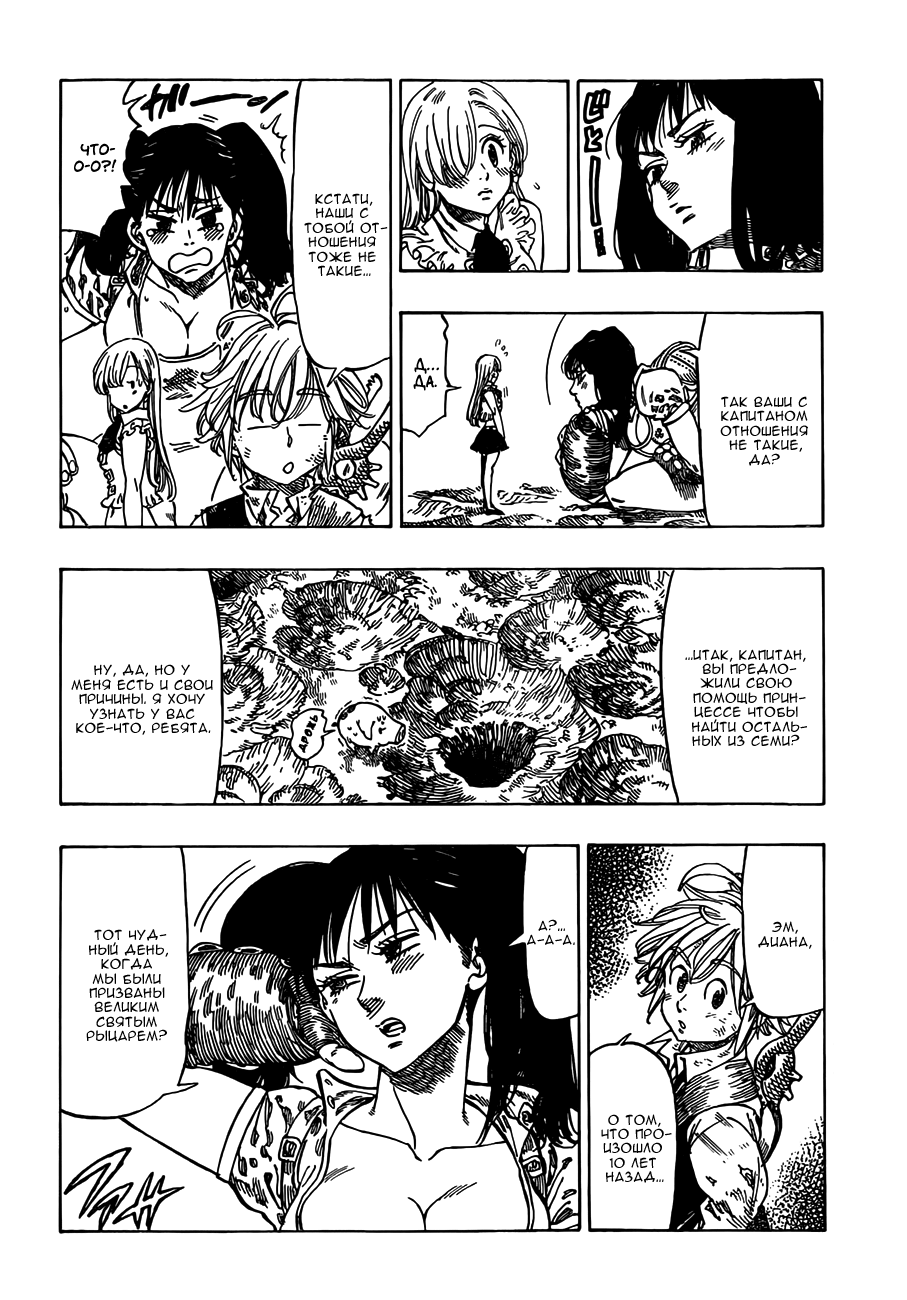 ТАК ВАШИ С
КАПИТАНОМ
ОТНОШЕНИЯ
НЕ ТАКИЕ,
ДА?
Д...
ДА.
КСТАТИ,
НАШИ С
ТОБОЙ ОТ-
НОШЕНИЯ
ТОЖЕ НЕ
ТАКИЕ...
ЧТО-
О-О?!
...ИТАК, КАПИТАН,
ВЫ ПРЕДЛО-
ЖИЛИ СВОЮ
ПОМОЩЬ ПРИН-
ЦЕССЕ ЧТОБЫ
НАЙТИ ОСТАЛЬ-
НЫХ ИЗ СЕМИ?
ДРОЖЬ
НУ, ДА, НО У
МЕНЯ ЕСТЬ И СВОИ
ПРИЧИНЫ. Я ХОЧУ
УЗНАТЬ У ВАС
КОЕ-ЧТО, РЕБЯТА.
ЭМ,
ДИАНА,
О ТОМ,
ЧТО ПРО-
ИЗОШЛО
10 ЛЕТ
НАЗАД...
А?...
А-А-А.
ТОТ ЧУД-
НЫЙ ДЕНЬ,
КОГДА
МЫ БЫЛИ
ПРИЗВАНЫ
ВЕЛИКИМ
СВЯТЫМ
РЫЦАРЕМ?